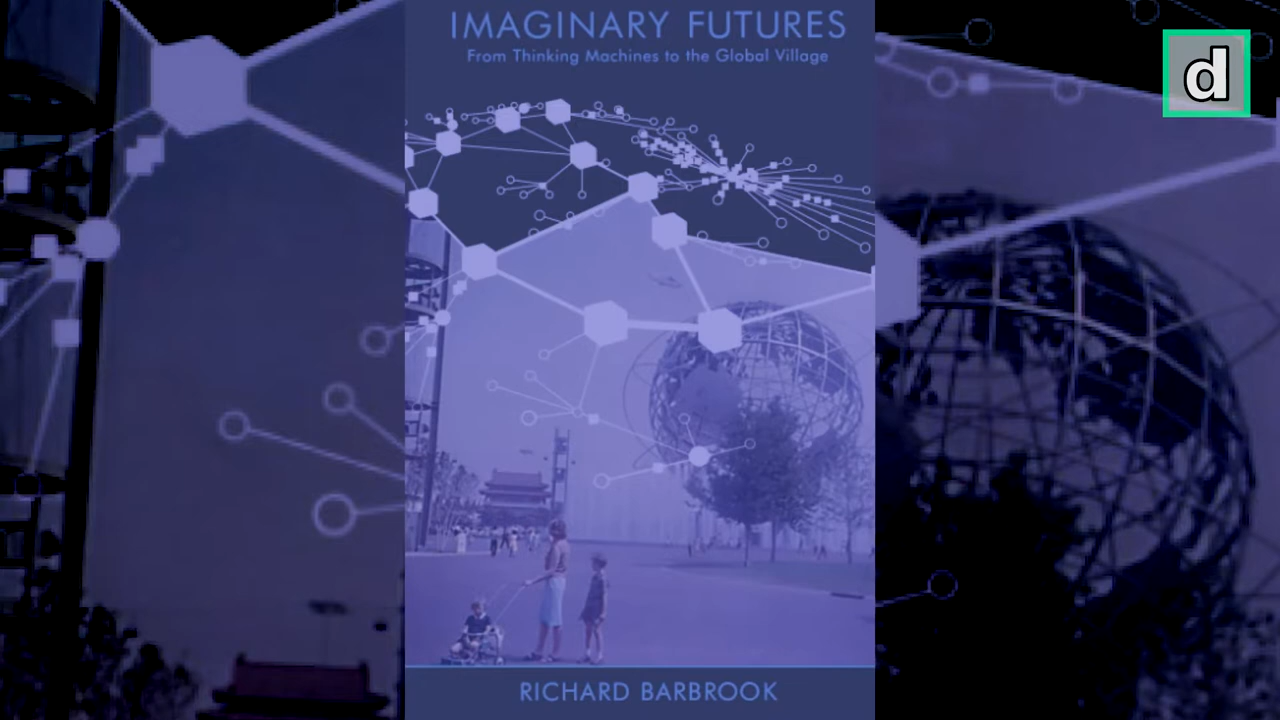 IMAGINARY FUTURES
From Thinking Machines to the Global Village
d
RICHARD BARBROOK